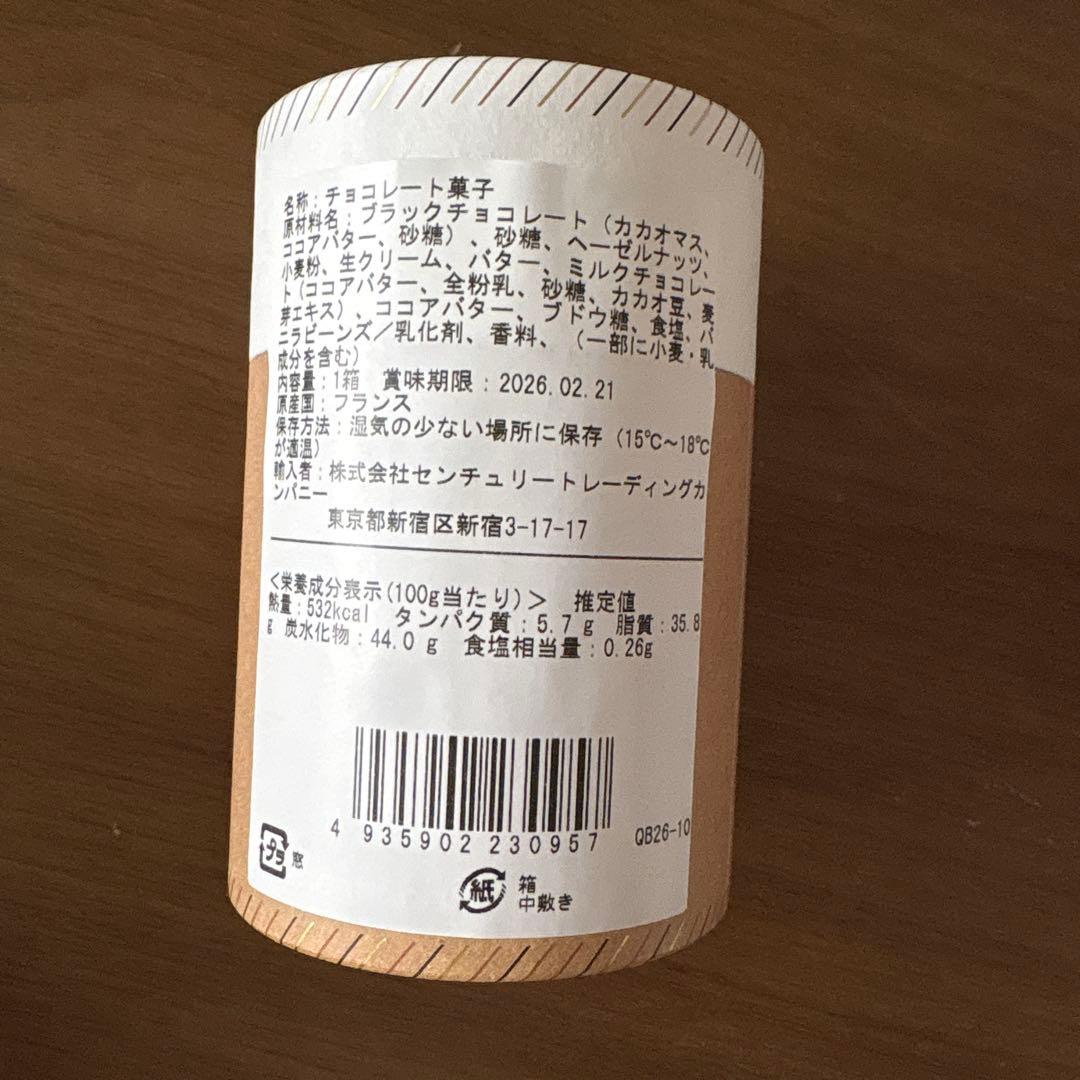 名称：チョコレート菓子
原材料名：ブラックチョコレート（カカオマス、
ココアバター、砂糖）、砂糖、ヘーゼルナッツ、
小麦粉、生クリーム、バター、ミルクチョコレー
ト(ココアバター、全粉乳、砂糖、カカオ豆、麦
芽エキス）、ココアバター、ブドウ糖、食塩、バ
ニラビーンズ／乳化剤、香料、（一部に小麦・乳
成分を含む）
内容量：1箱　賞味期限：2026.02.21
原産国：フランス
保存方法：湿気の少ない場所に保存（15℃～18℃
が適温）
輸入者：株式会社センチュリートレーディングカ
ンパニー
東京都新宿区新宿3-17-17
＜栄養成分表示(100g当たり)＞　推定値
熱量：532kcal　タンパク質：5.7ｇ　脂質：35.8
g 炭水化物：44.0ｇ　食塩相当量：0.26g
4 935902 230957
QB26-10
プラ 窓
紙 箱
中敷き